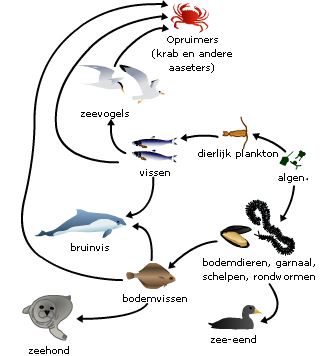 Opruimers
(krab en andere
aaseters)
zeevogels
dierlijk plankton
algen.
vissen
bruinvis
bodemdieren, garnaal,
schelpen, rondwormen
bodemvissen
zee-eend
zeehond